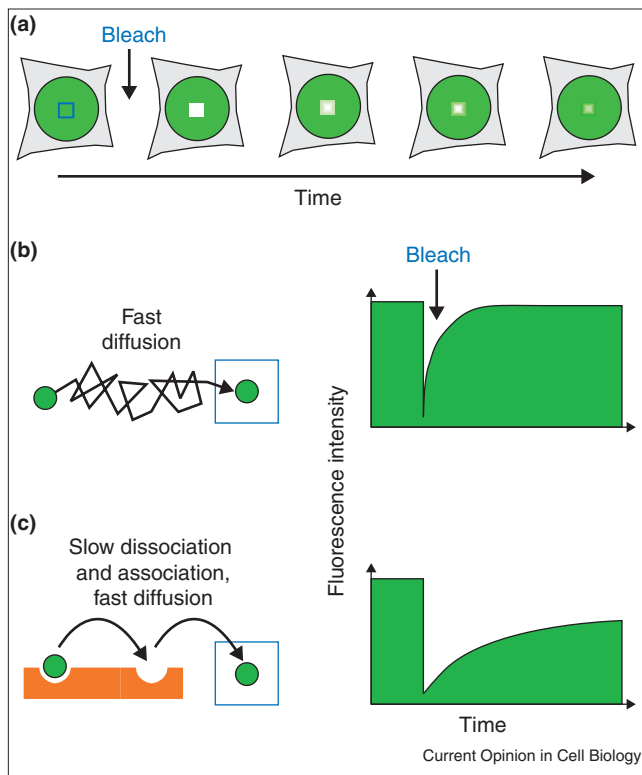 (a)
Bleach
Time
(b)
Fast
diffusion
Bleach
Fluorescence intensity
(c)
Slow dissociation
and association,
fast diffusion
Time
Current Opinion in Cell Biology